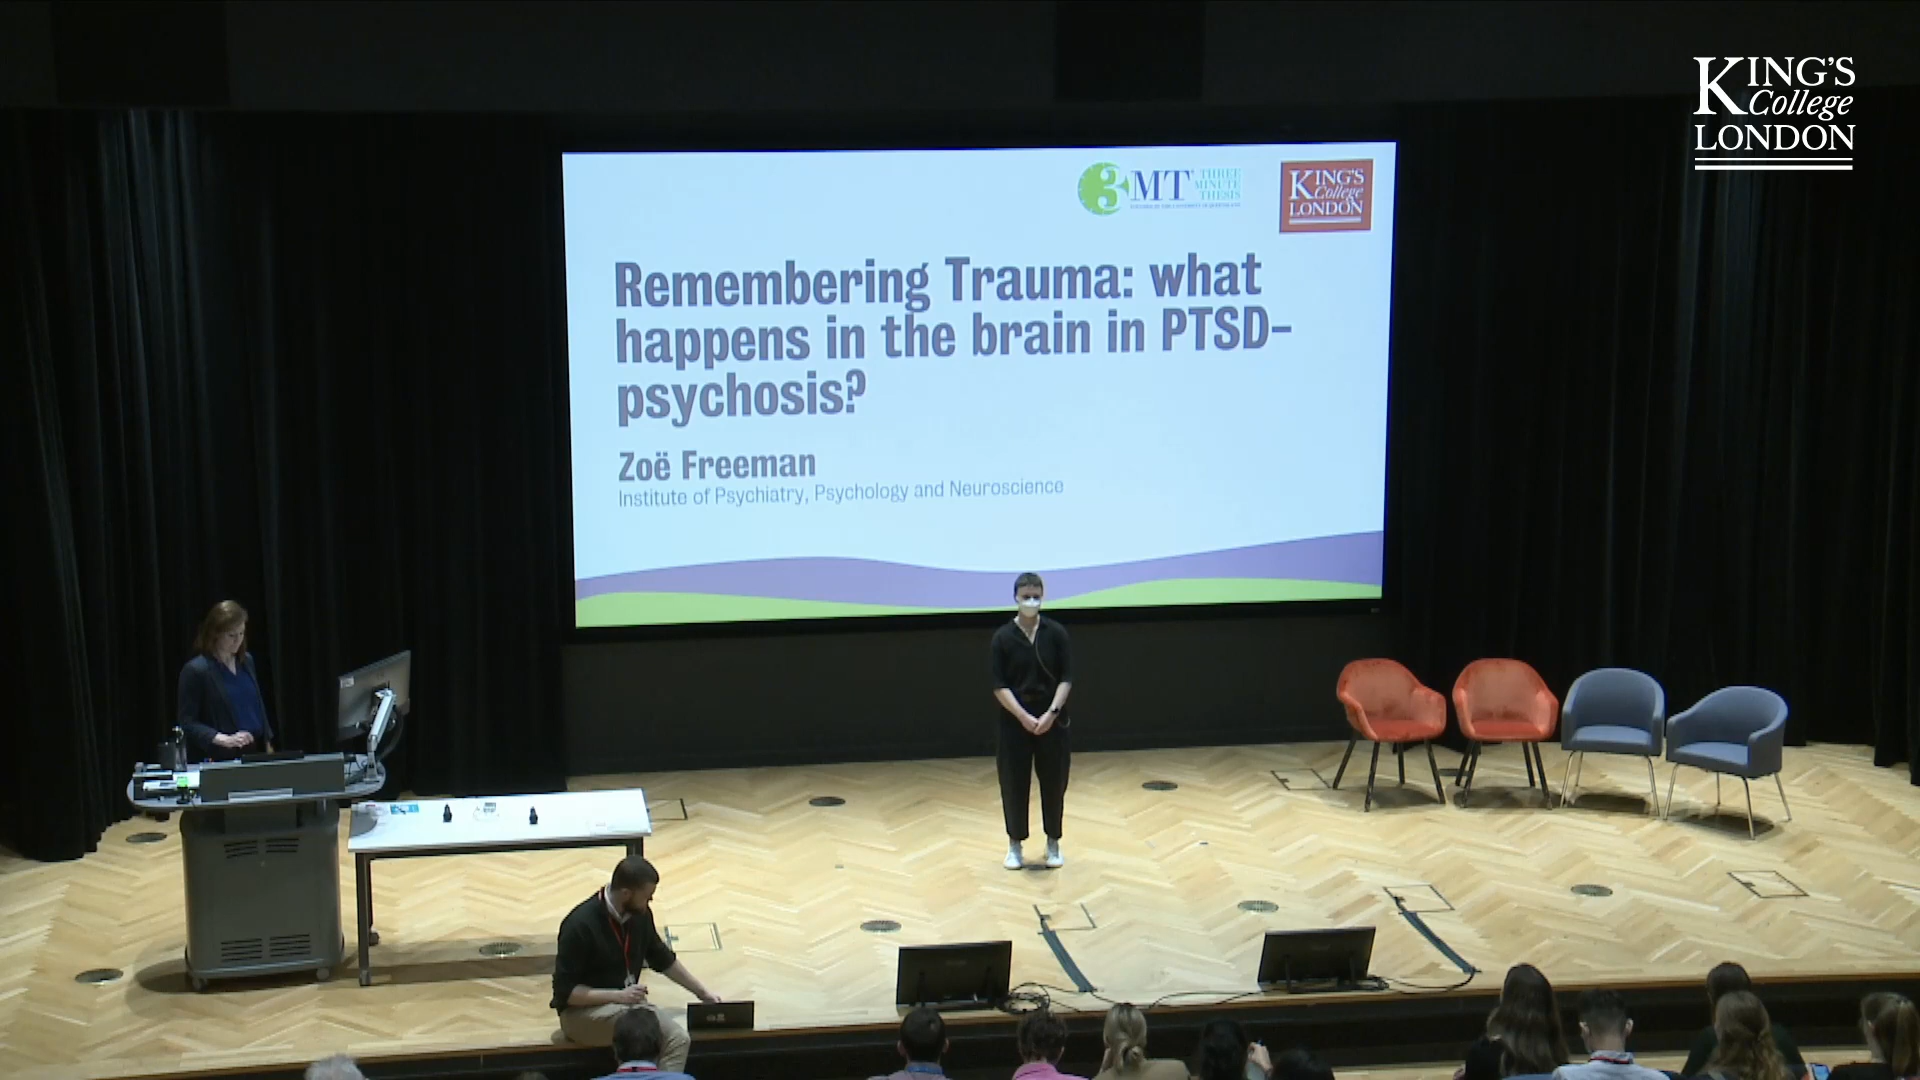 KING'S
College
LONDON
3MT THREE
MINUTE
THESIS
KING'S
College
LONDON
Remembering Trauma: what
happens in the brain in PTSD-
psychosis?
Zoë Freeman
Institute of Psychiatry, Psychology and Neuroscience